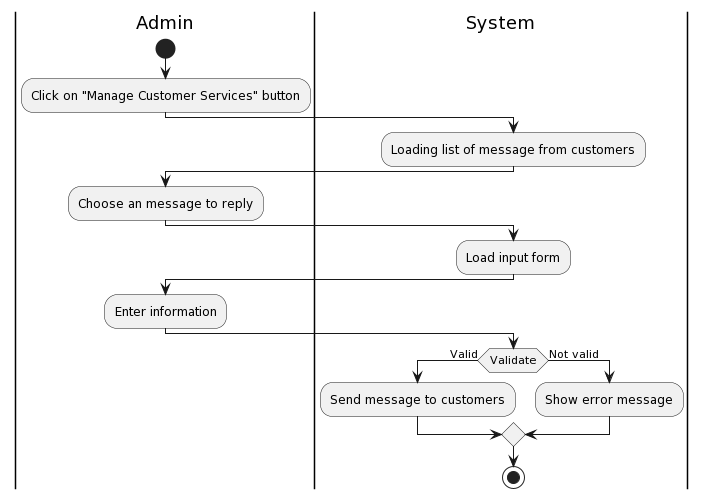 Admin
System
Click on "Manage Customer Services" button
Loading list of message from customers
Choose an message to reply
Load input form
Enter information
Valid
Validate
Not valid
Send message to customers
Show error message